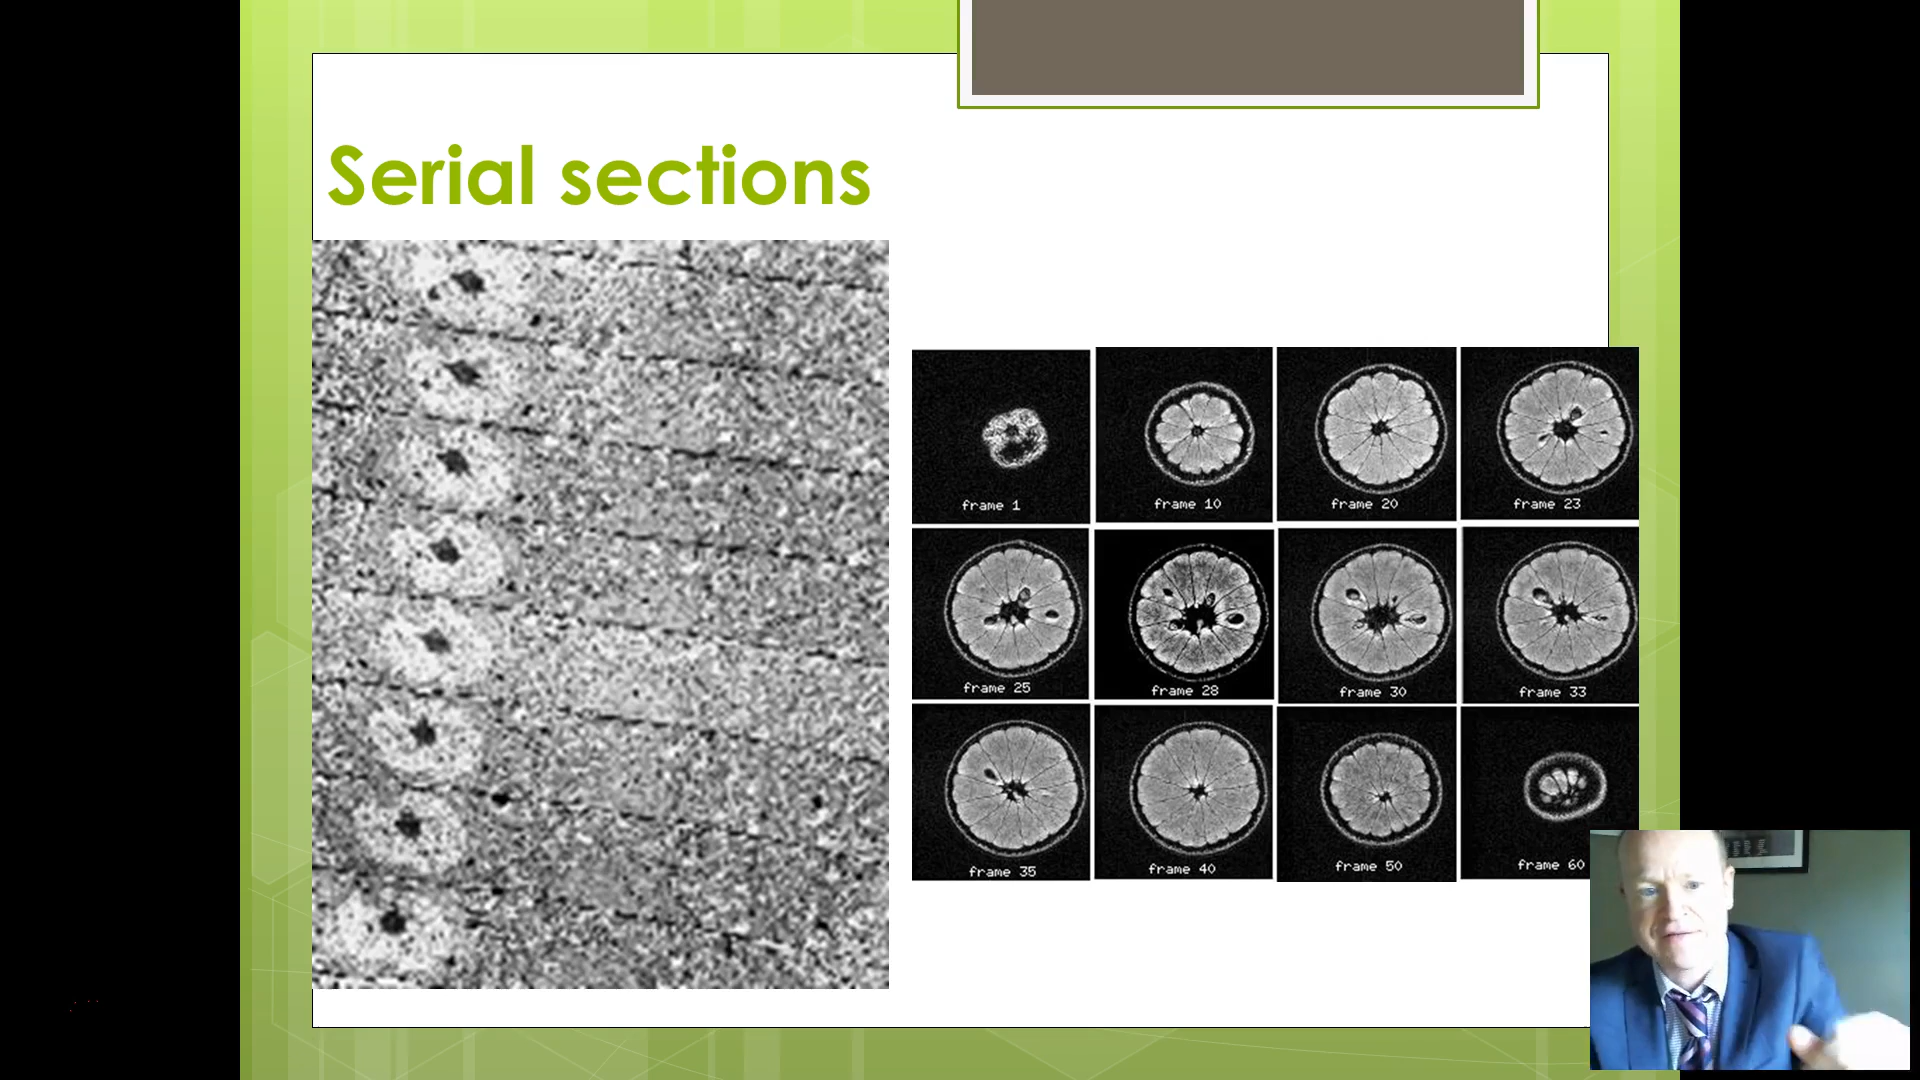 Serial sections
frame 1
frame 10
frame 20
frame 23
frame 25
frame 28
frame 30
frame 33
frame 35
frame 40
frame 50
frame 60